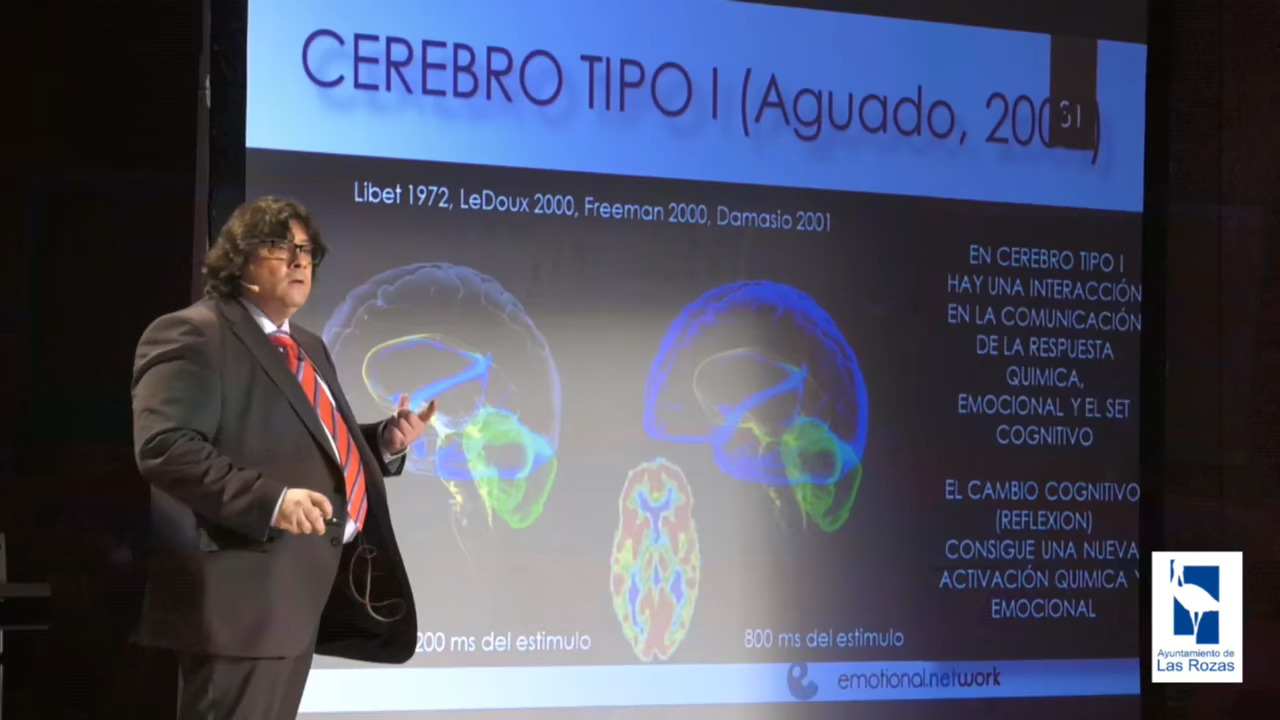 CEREBRO TIPO I (Aguado, 200
31
Libet 1972, LeDoux 2000, Freeman 2000, Damasio 2001
EN CEREBRO TIPO I
HAY UNA INTERACCIÓN
EN LA COMUNICACIÓN
DE LA RESPUESTA
QUIMICA,
EMOCIONAL Y EL SET
COGNITIVO
EL CAMBIO COGNITIVO
(REFLEXION)
CONSIGUE UNA NUEVA
ACTIVACIÓN QUIMICA Y
EMOCIONAL
200 ms del estimulo
800 ms del estimulo
emotional.network
Ayuntamiento de
Las Rozas